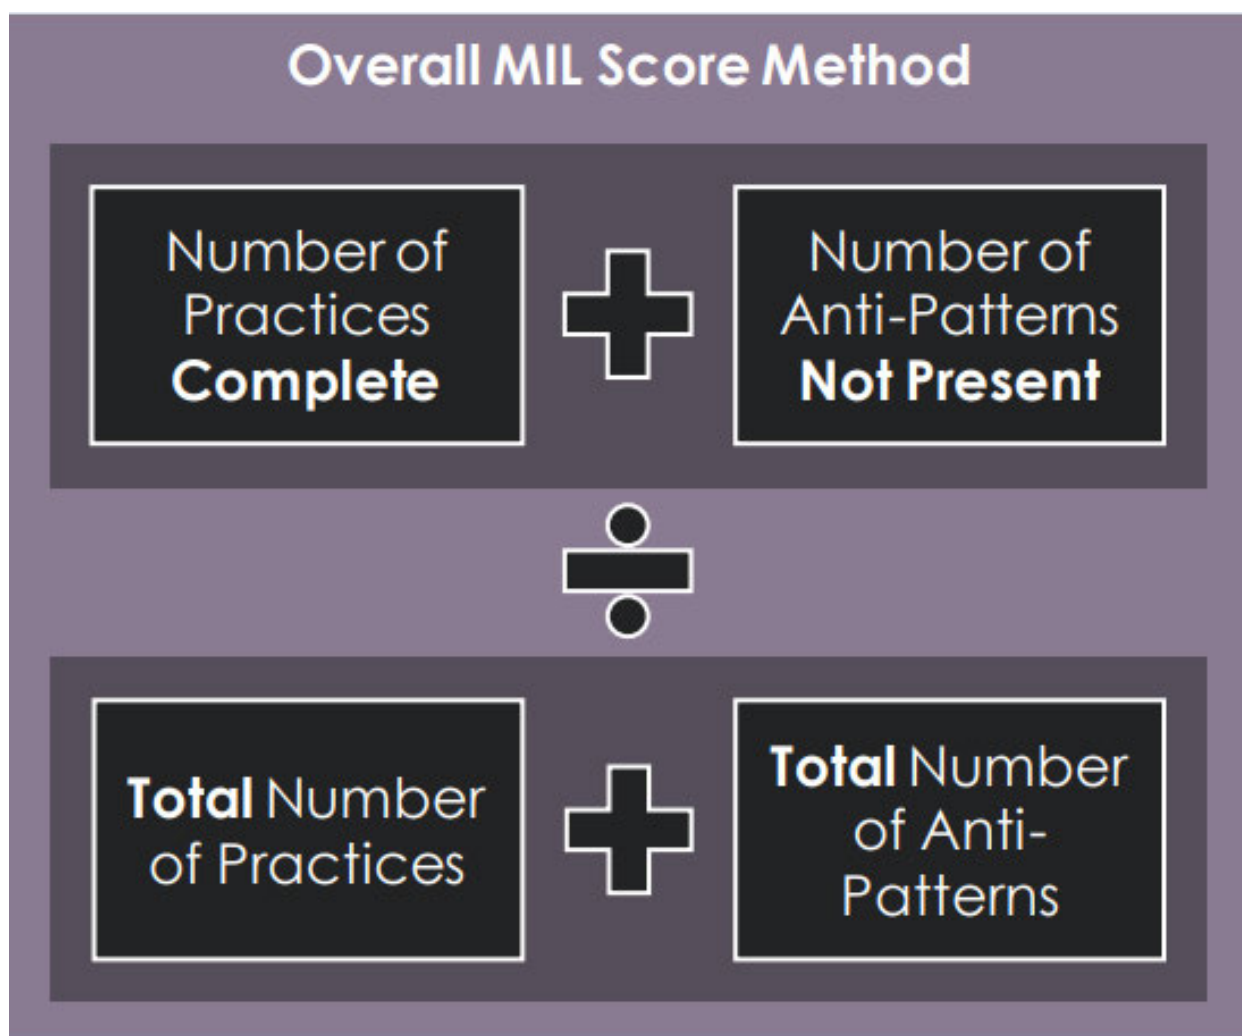 Overall MIL Score Method
Number of
Practices
Complete
Number of
Anti-Patterns
Not Present
Total Number
of Practices
Total Number
of Anti-
Patterns